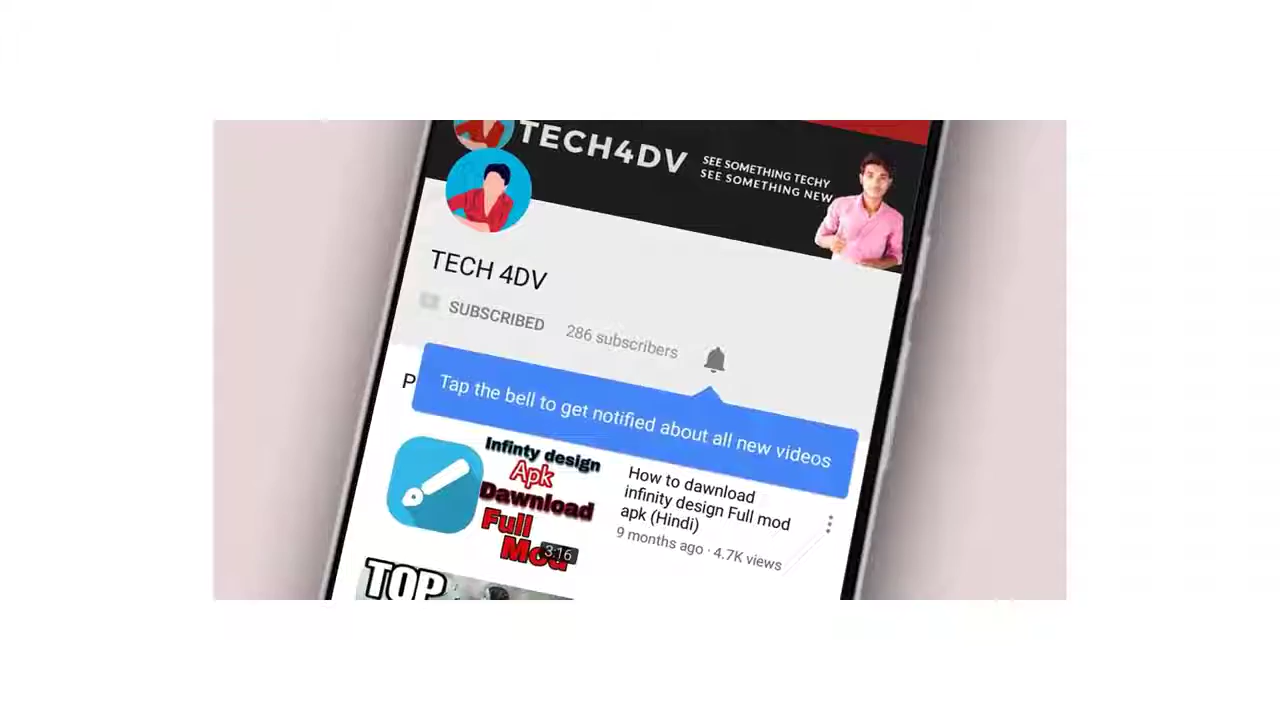 TECH4DV
SEE SOMETHING TECHY
SEE SOMETHING NEW
TECH 4DV
SUBSCRIBED
286 subscribers
P
Tap the bell to get notified about all new videos
Infinty design
Apk
Dawnload
Full
Mod
3:16
How to dawnload
infinity design Full mod
apk (Hindi)
9 months ago · 4.7K views
TOP